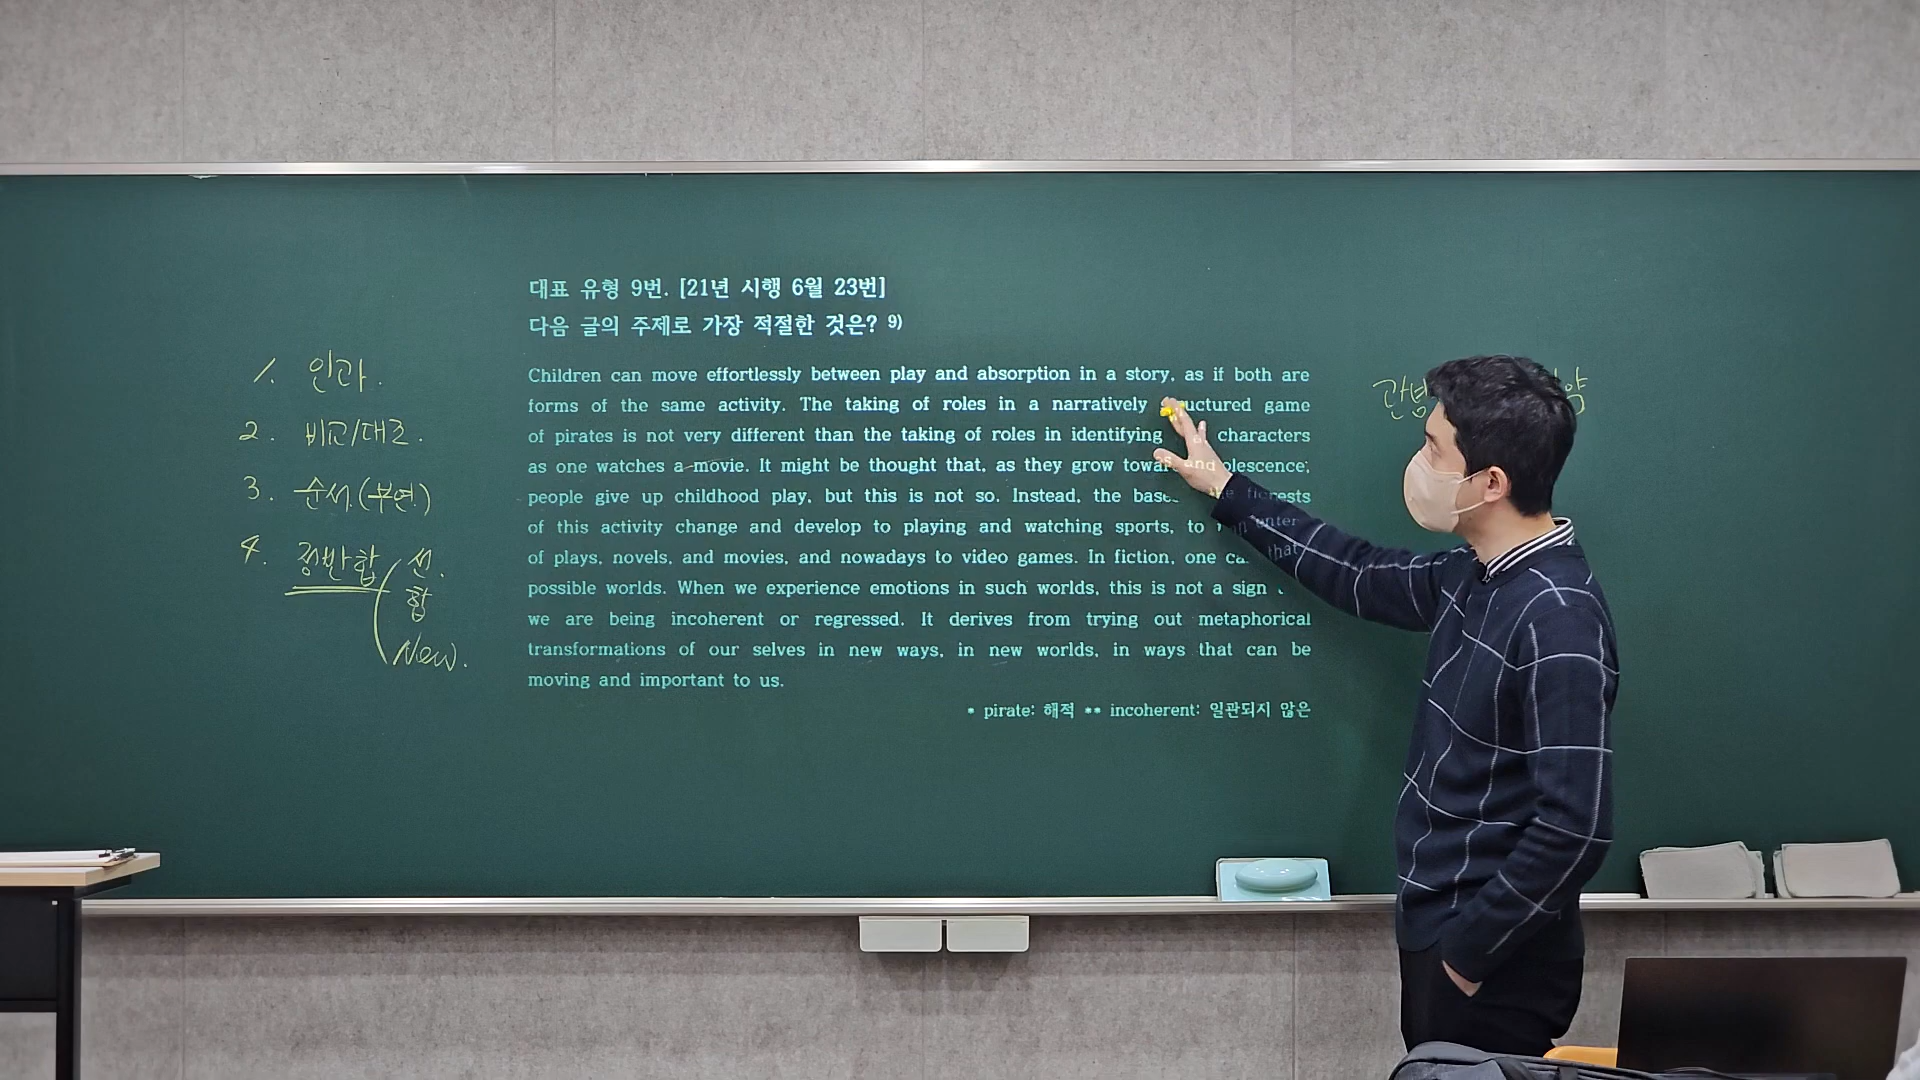 대표 유형 9번. [21년 시행 6월 23번]
다음 글의 주제로 가장 적절한 것은? 9)
Children can move effortlessly between play and absorption in a story, as if both are
forms of the same activity. The taking of roles in a narratively structured game
of pirates is not very different than the taking of roles in identifying characters
as one watches a movie. It might be thought that, as they grow towar
people give up childhood play, but this is not so. Instead, the bases
of this activity change and develop to playing and watching sports, to
of plays, novels, and movies, and nowadays to video games. In fiction, one ca
possible worlds. When we experience emotions in such worlds, this is not a sign
we are being incoherent or regressed. It derives from trying out metaphorical
transformations of our selves in new ways, in new worlds, in ways that can be
moving and important to us.
* pirate: 해적 ** incoherent: 일관되지 않은
1. 인과.
2. 비교/대조.
3. 순서.(부연.)
4. 정반합 ( 선.
합
New.
관념